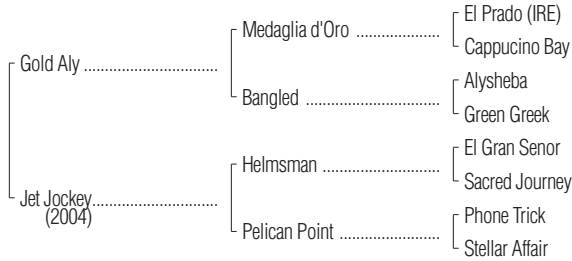 El Prado (IRE)
Medaglia d'Oro ....................
Cappucino Bay
Gold Aly ................................
Alysheba
Bangled ................................
Green Greek
El Gran Senor
Helmsman ............................
Sacred Journey
Jet Jockey..............................
(2004)
Phone Trick
Pelican Point ........................
Stellar Affair